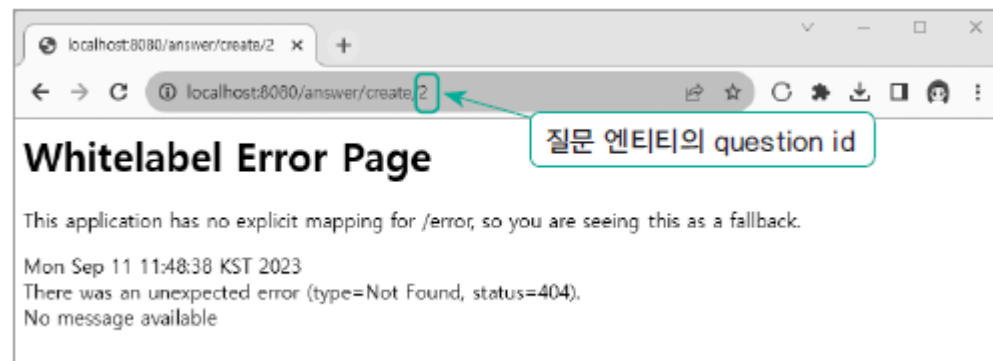 localhost:8080/answer/create/2
localhost:8080/answer/create/2
질문 엔티티의 question id
Whitelabel Error Page
This application has no explicit mapping for /error, so you are seeing this as a fallback.
Mon Sep 11 11:48:38 KST 2023
There was an unexpected error (type=Not Found, status=404).
No message available